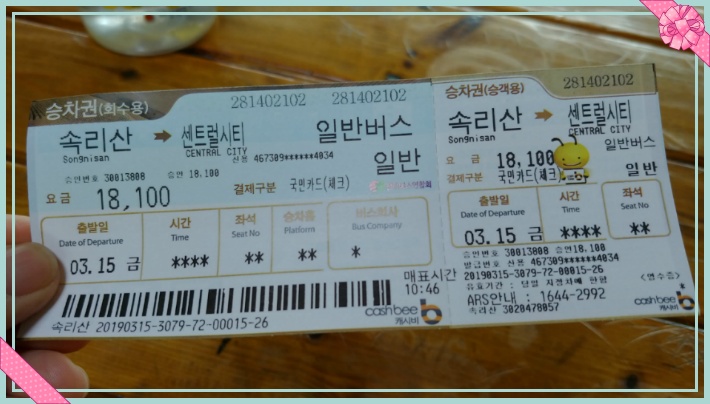 승차권(회수용)
281402102 281402102
속리산 → 센트럴시티 일반버스
Songnisan CENTRAL CITY
신용 467309******4034
승인번호 30013808 승인 18.100
일반
요금 18,100 결제구분 국민카드(체크)
출발일 시간 좌석 승차홈 버스회사
Date of Departure Time Seat No Platform Bus Company
03.15 금 **** ** ** *
매표시간
10:46
속리산 20190315-3079-72-00015-26
cashbee
캐시비
승차권(승객용)
281402102
속리산 → 센트럴시티
Songnisan CENTRAL CITY
일반버스
요금 18,100
일반
결제구분 국민카드(체크)
출발일 시간 좌석
Date of Departure Time Seat No
03.15 금 **** **
승인번호 30013808 승인18.100
발급번호 신용 467309******4034
20190315-3079-72-00015-26
유효기간 : 당발 지정차에 한함
<영수증>
ARS안내 : 1644-2992
속리산 3020478057
cashbee
캐시비